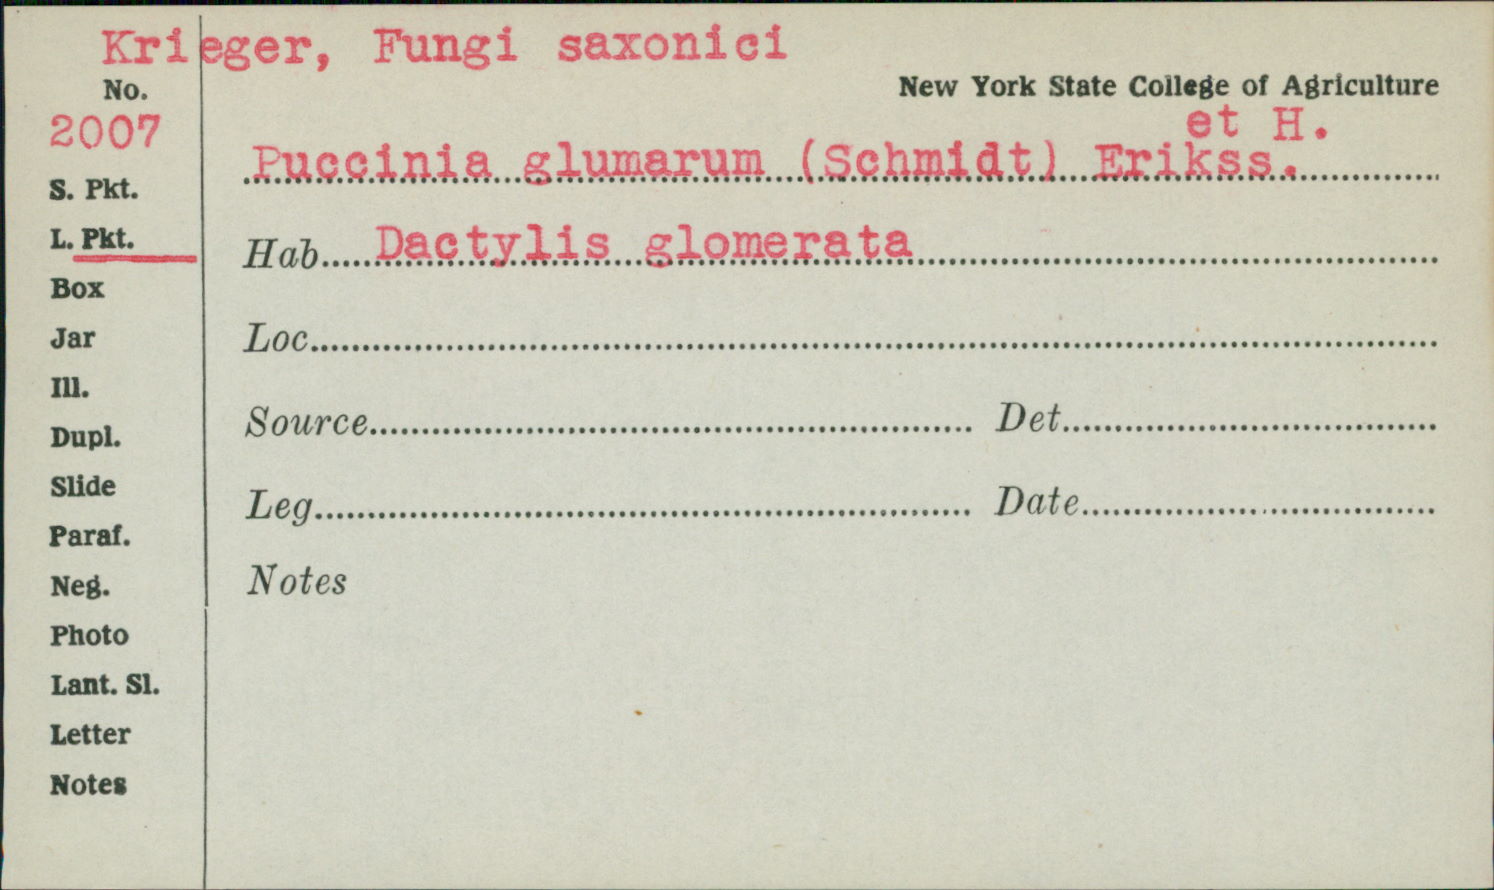 Krieger, Fungi saxonici
No.
New York State College of Agriculture
2007
et H.
Puccinia glumarum (Schmidt) Erikss.
S. Pkt.
L. Pkt.
Hab. Dactylis glomerata
Box
Jar
Loc.
Ill.
Dupl.
Source Det.
Slide
Leg. Date
Paraf.
Neg.
Notes
Photo
Lant. Sl.
Letter
Notes